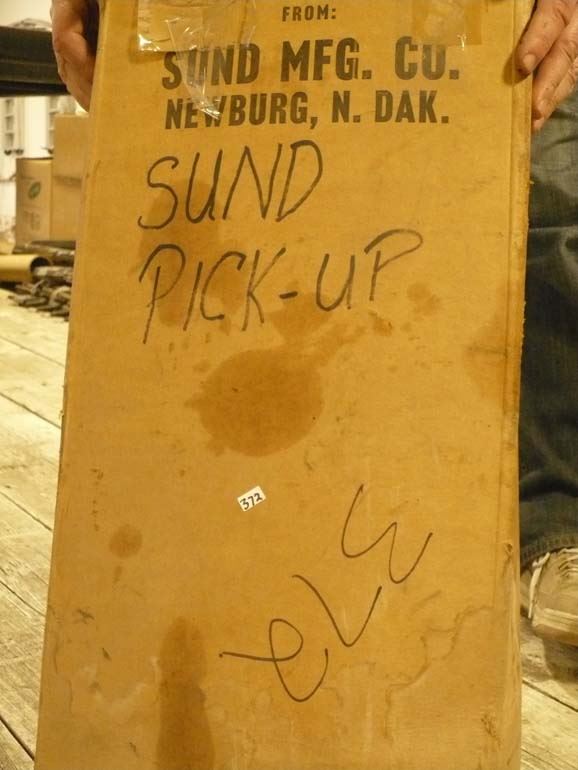 FROM:
SUND MFG. CO.
NEWBURG, N. DAK.
SUND
PICK-UP
372